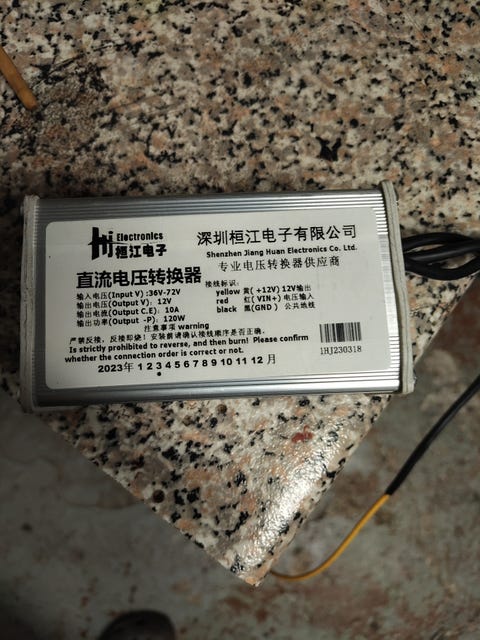 Hj Electronics
桓江电子
深圳桓江电子有限公司
Shenzhen Jiang Huan Electronics Co. Ltd.
专业电压转换器供应商
直流电压转换器
输入电压(Input V):36V-72V
输出电压(Output V): 12V
输出电流(Output C.E): 10A
输出功率(Output -P): 120W
接线标识:
yellow 黄(+12V) 12V输出
red 红(VIN+) 电压输入
black 黑(GND) 公共地线
注意事项 warning
严禁反接, 反接即烧! 安装前请确认接线顺序是否正确.
Is strictly prohibited to reverse, and then burn! Please confirm
whether the connection order is correct or not.
2023年 1 2 3 4 5 6 7 8 9 10 11 12 月
1HJ230318